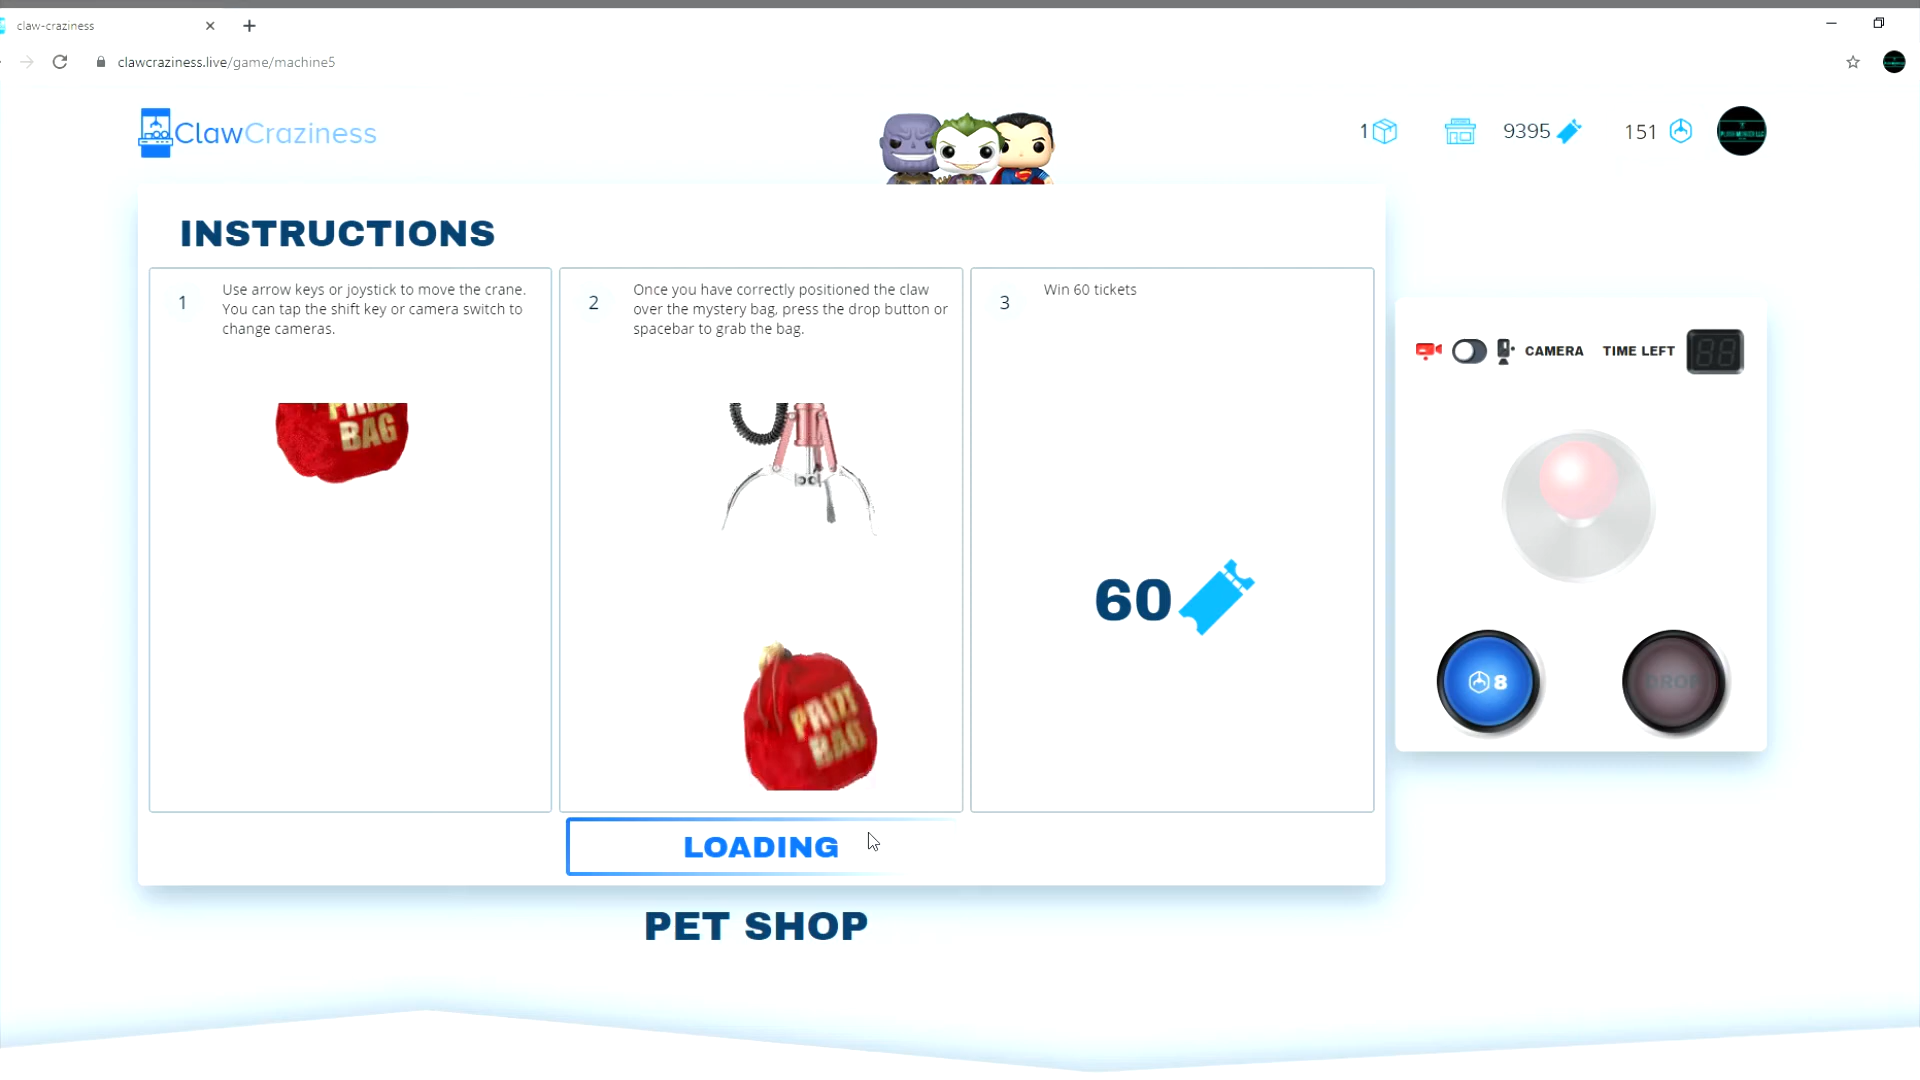 claw-craziness
clawcraziness.live/game/machine5
ClawCraziness
1
9395
151
INSTRUCTIONS
1
Use arrow keys or joystick to move the crane.
You can tap the shift key or camera switch to
change cameras.
BAG
2
Once you have correctly positioned the claw
over the mystery bag, press the drop button or
spacebar to grab the bag.
PRIZE
BAG
3
Win 60 tickets
60
CAMERA
TIME LEFT
88
8
DROP
LOADING
PET SHOP